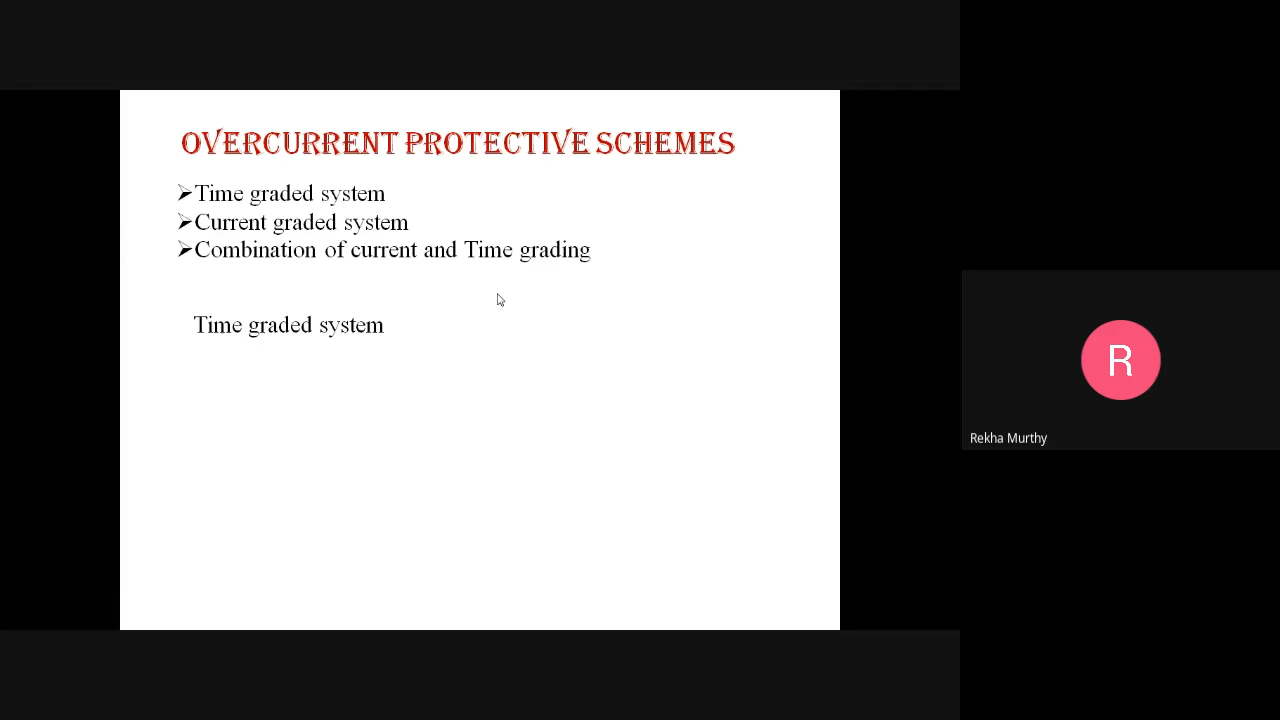 OVERCURRENT PROTECTIVE SCHEMES
➢Time graded system
➢Current graded system
➢Combination of current and Time grading
Time graded system
R
Rekha Murthy